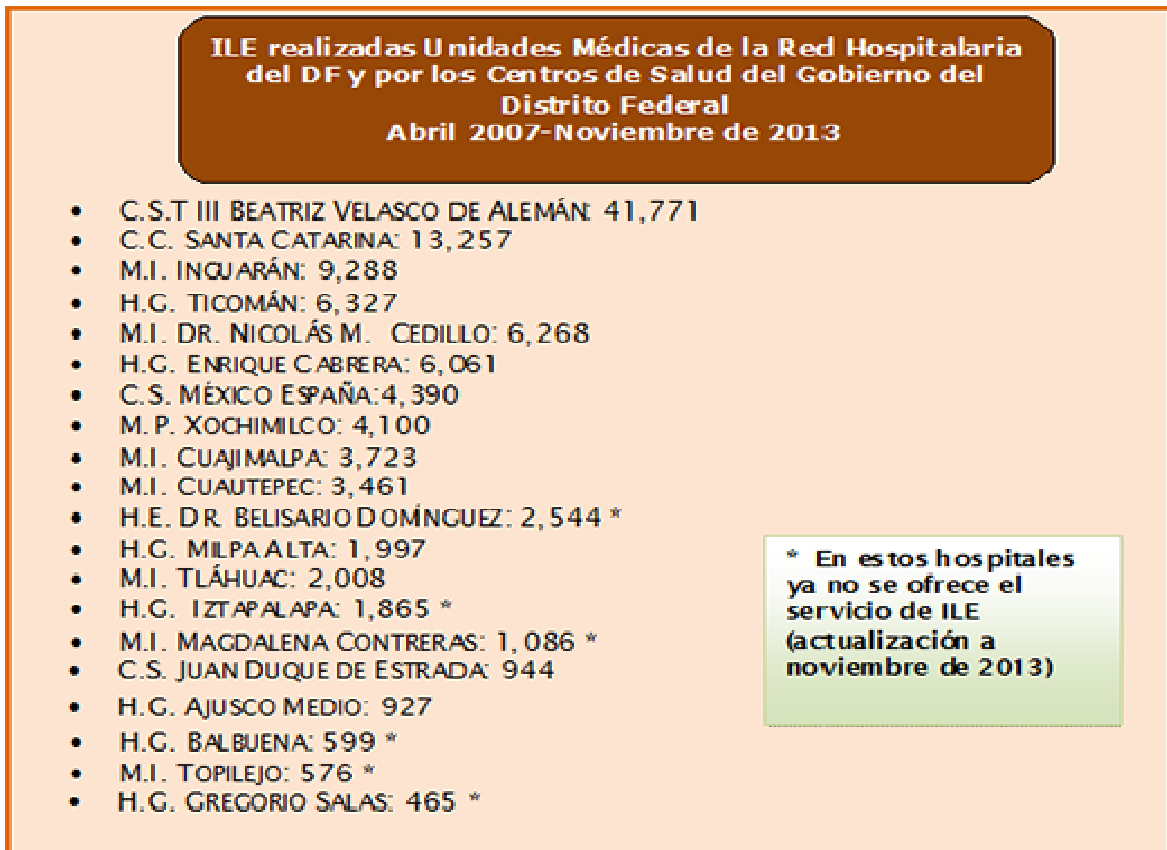 ILE realizadas Unidades Médicas de la Red Hospitalaria
del DF y por los Centros de Salud del Gobierno del
Distrito Federal
Abril 2007-Noviembre de 2013
• C.S.T III BEATRIZ VELASCO DE ALEMÁN: 41,771
• C.C. SANTA CATARINA: 13,257
• M.I. INGUARÁN: 9,288
• H.G. TICOMÁN: 6,327
• M.I. DR. NICOLÁS M. CEDILLO: 6,268
• H.G. ENRIQUE CABRERA: 6,061
• C.S. MÉXICO ESPAÑA:4,390
• M.P. XOCHIMILCO: 4,100
• M.I. CUAJIMALPA: 3,723
• M.I. CUAUTEPEC: 3,461
• H.E. DR. BELISARIO DOMÍNGUEZ: 2,544 *
• H.G. MILPA ALTA: 1,997
• M.I. TLÁHUAC: 2,008
• H.G. IZTAPALAPA: 1,865 *
• M.I. MAGDALENA CONTRERAS: 1,086 *
• C.S. JUAN DUQUE DE ESTRADA: 944
• H.G. AJUSCO MEDIO: 927
• H.G. BALBUENA: 599 *
• M.I. TOPILEJO: 576 *
• H.G. GREGORIO SALAS: 465 *
* En estos hospitales
ya no se ofrece el
servicio de ILE
(actualización a
noviembre de 2013)